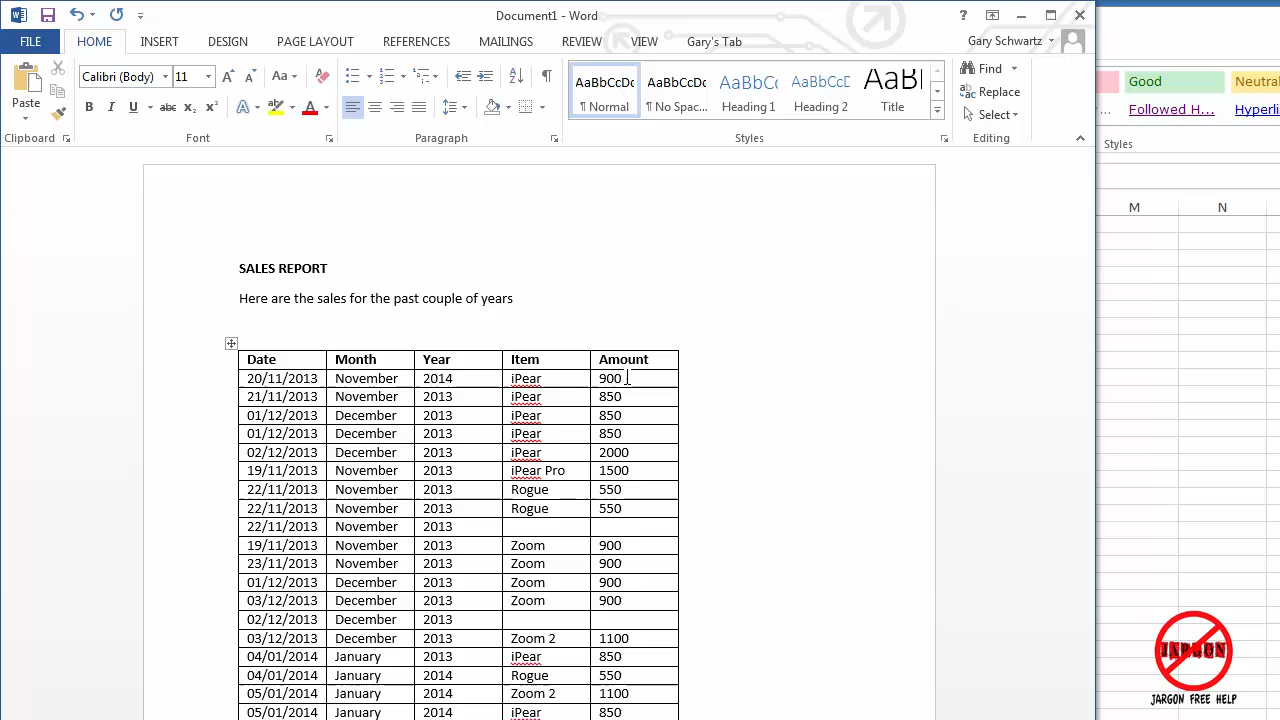 Document1 - Word
FILE HOME INSERT DESIGN PAGE LAYOUT REFERENCES MAILINGS REVIEW VIEW Gary's Tab Gary Schwartz
Calibri (Body) 11 Aa
AaBbCcDc AaBbCcDc AaBbC( AaBbCcD AaBl
Find
Good Neutral
Paste
B I U abc x₂ x² A A
¶ Normal ¶ No Spac... Heading 1 Heading 2 Title
Replace
Select
... Followed H... Hyperli
Clipboard Font Paragraph Styles Editing Styles
M N
SALES REPORT
Here are the sales for the past couple of years
Date Month Year Item Amount
20/11/2013 November 2014 iPear 900
21/11/2013 November 2013 iPear 850
01/12/2013 December 2013 iPear 850
01/12/2013 December 2013 iPear 850
02/12/2013 December 2013 iPear 2000
19/11/2013 November 2013 iPear Pro 1500
22/11/2013 November 2013 Rogue 550
22/11/2013 November 2013 Rogue 550
22/11/2013 November 2013
19/11/2013 November 2013 Zoom 900
23/11/2013 November 2013 Zoom 900
01/12/2013 December 2013 Zoom 900
03/12/2013 December 2013 Zoom 900
02/12/2013 December 2013
03/12/2013 December 2013 Zoom 2 1100
04/01/2014 January 2013 iPear 850
04/01/2014 January 2014 Rogue 550
05/01/2014 January 2014 Zoom 2 1100
05/01/2014 January 2014 iPear 850
JARGON
JARGON FREE HELP